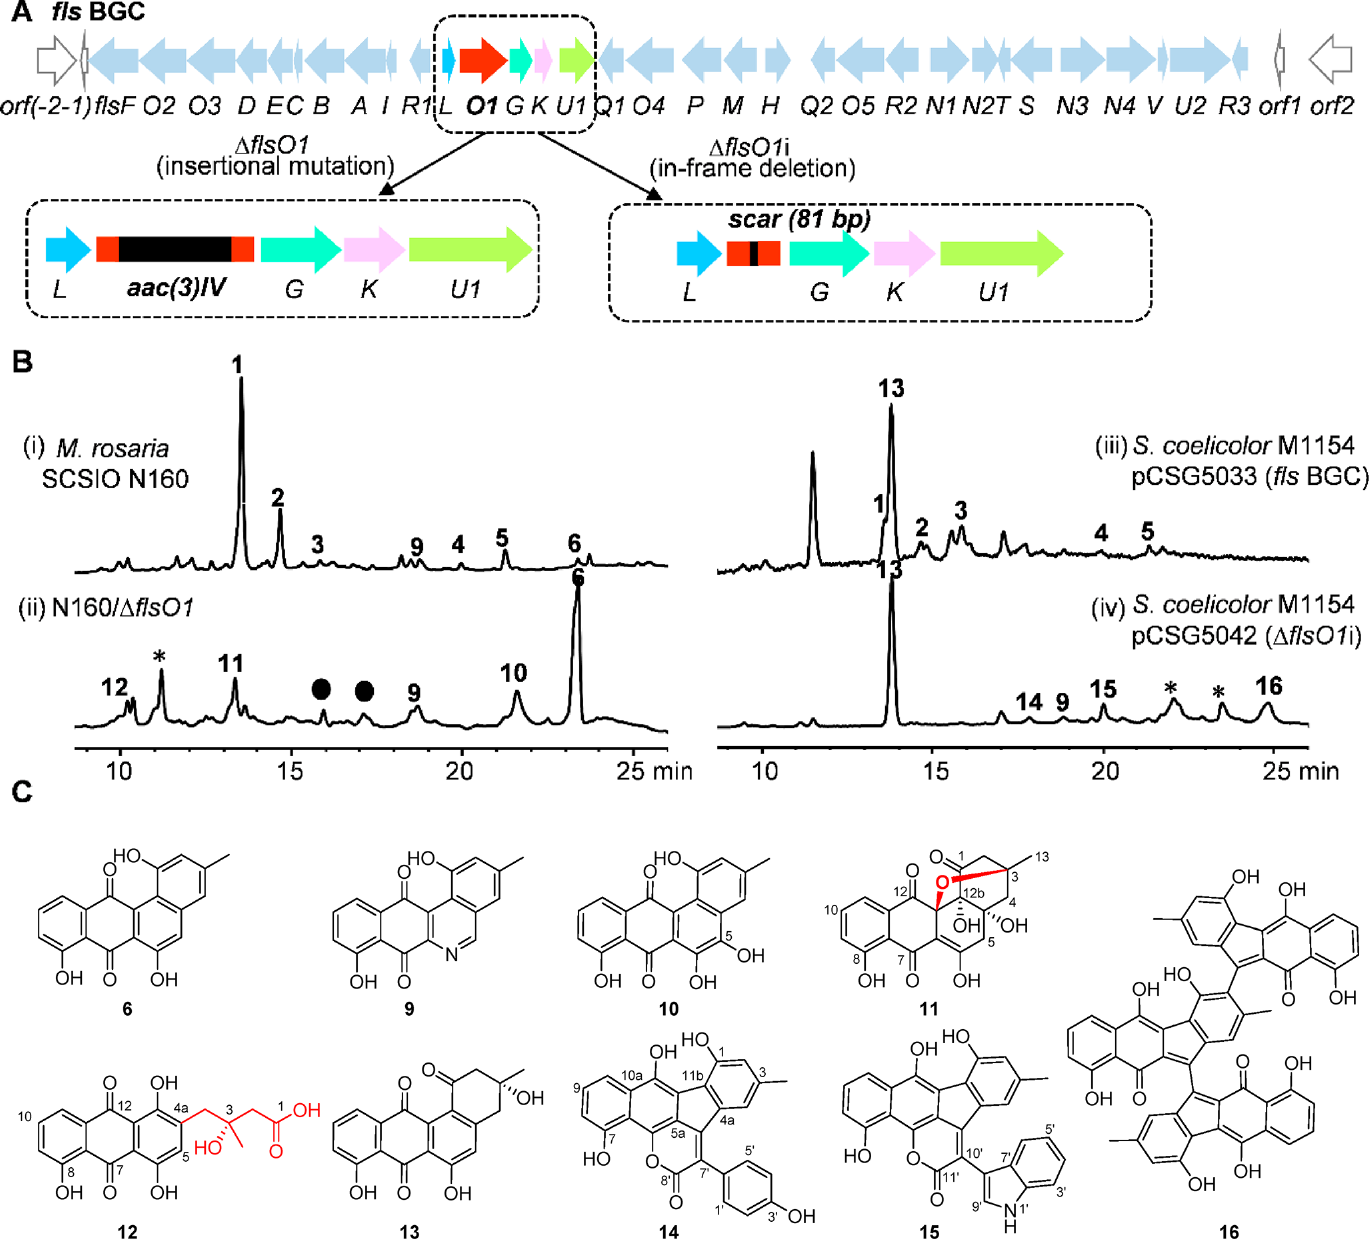 A fls BGC
orf(-2-1) flsF O2 O3 D E C B A I R1 L O1 G K U1 Q1 O4 P M H Q2 O5 R2 N1 N2 T S N3 N4 V U2 R3 orf1 orf2
ΔflsO1
(insertional mutation)
ΔflsO1i
(in-frame deletion)
L aac(3)IV G K U1
scar (81 bp)
L G K U1
B
(i) M. rosaria
SCSIO N160
1 2 3 9 4 5 6
(ii) N160/ΔflsO1
12 * 11 ● ● 9 10 6
10 15 20 25 min
(iii) S. coelicolor M1154
pCSG5033 (fls BGC)
13 1 2 3 4 5
(iv) S. coelicolor M1154
pCSG5042 (ΔflsO1i)
13 14 9 15 * * 16
10 15 20 25 min
C
HO O OH O OH
6
HO O N OH O
9
HO O 5 OH OH O OH
10
O 1 13 3 O 12 12b 4 10 OH OH 5 8 7 OH O OH
11
O OH 1 OH 10 12 4a 3 O HO 5 8 7 OH O OH
12
O OH O OH O OH
13
HO 1 OH 10a 11b 3 9 4a 5a 7 HO O 7' 5' 8' O 1' 3' OH
14
HO OH HO O 10' 11' O 5' 7' 3' 9' N 1' H
15
OH OH O OH OH HO OH O OH O OH OH OH
16